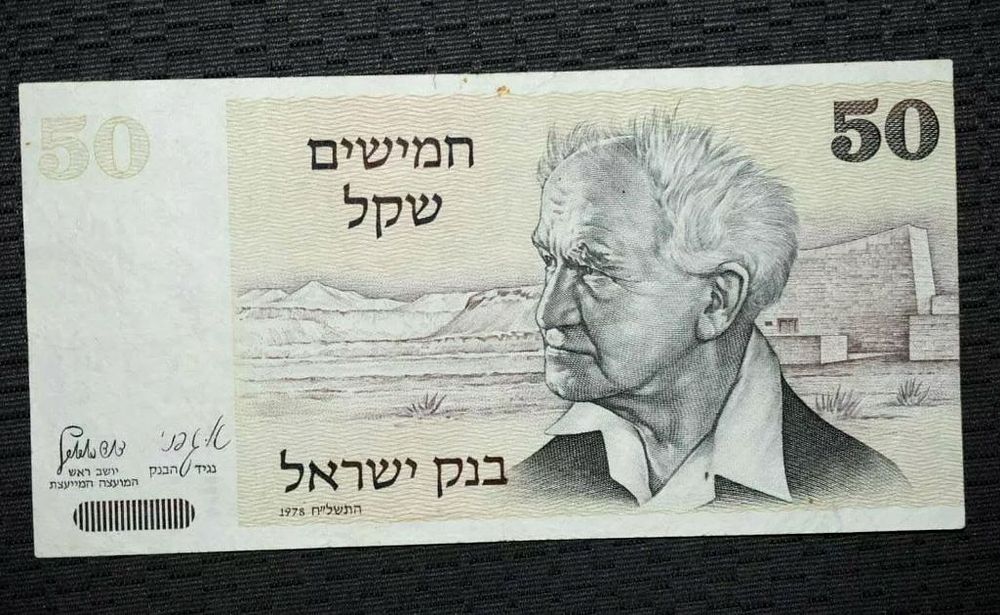 50
50
חמישים
שקל
בנק ישראל
התשל״ח 1978
נגיד הבנק
יושב ראש
המועצה המייעצת